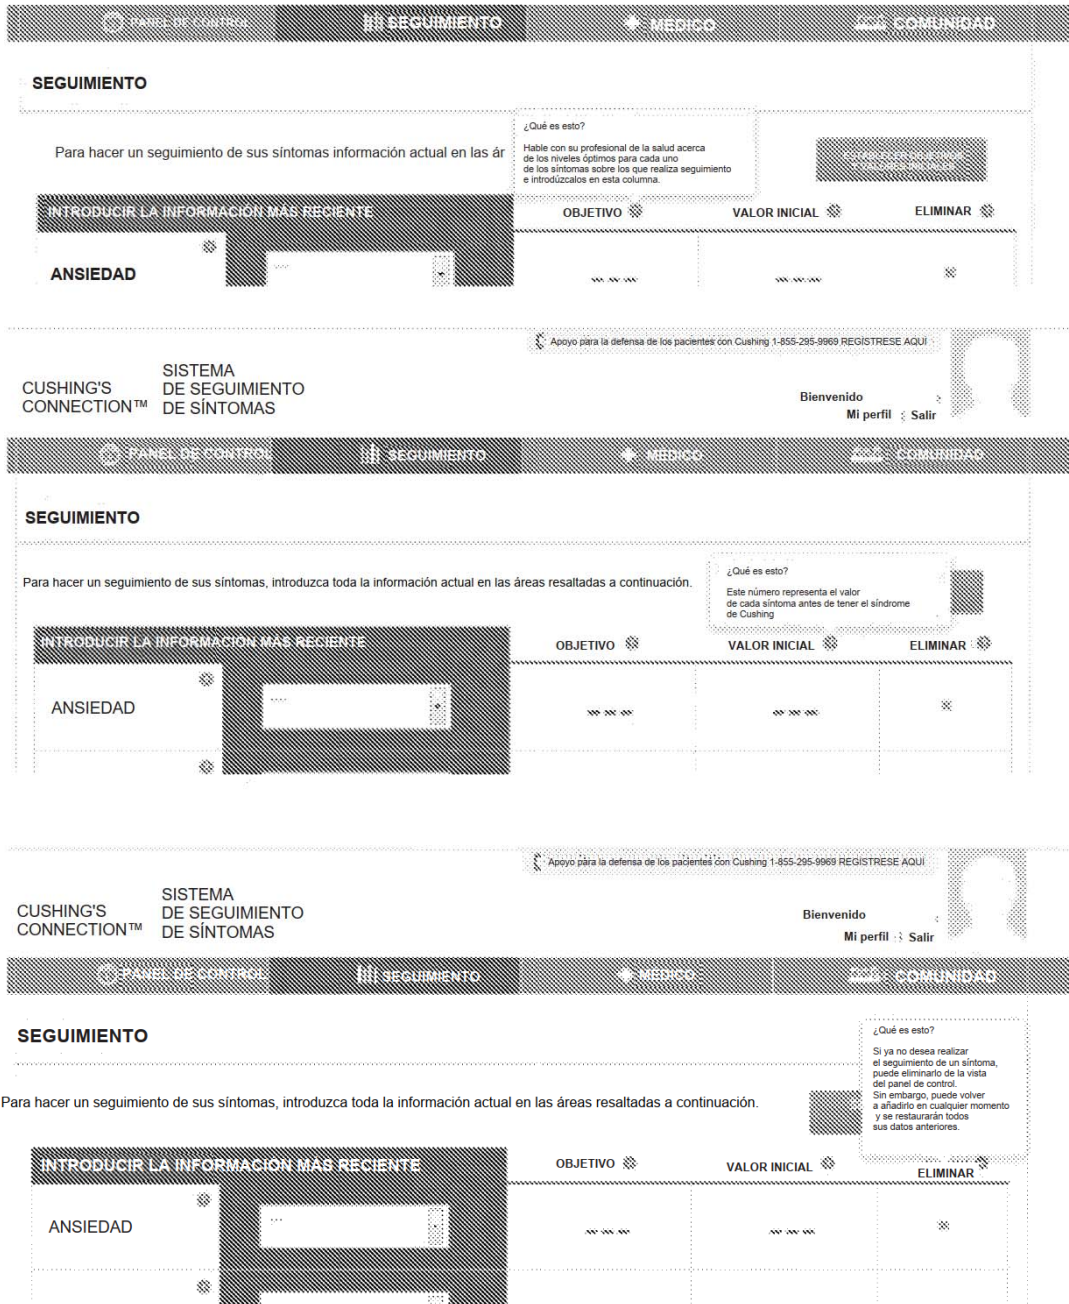 PANEL DE CONTROL
SEGUIMIENTO
MEDICO
COMUNIDAD
SEGUIMIENTO
¿Qué es esto?
Hable con su profesional de la salud acerca
de los niveles óptimos para cada uno
de los síntomas sobre los que realiza seguimiento
e introdúzcalos en esta columna.
Para hacer un seguimiento de sus síntomas información actual en las ár
ESTABLECER OBJETIVOS
INTRODUCIR LA INFORMACIÓN MÁS RECIENTE
OBJETIVO
VALOR INICIAL
ELIMINAR
ANSIEDAD
Apoyo para la defensa de los pacientes con Cushing 1-855-295-9969 REGÍSTRESE AQUÍ
CUSHING'S
CONNECTION™
SISTEMA
DE SEGUIMIENTO
DE SÍNTOMAS
Bienvenido
Mi perfil
Salir
PANEL DE CONTROL
SEGUIMIENTO
MEDICO
COMUNIDAD
SEGUIMIENTO
Para hacer un seguimiento de sus síntomas, introduzca toda la información actual en las áreas resaltadas a continuación.
¿Qué es esto?
Este número representa el valor
de cada síntoma antes de tener el síndrome
de Cushing
INTRODUCIR LA INFORMACIÓN MÁS RECIENTE
OBJETIVO
VALOR INICIAL
ELIMINAR
ANSIEDAD
Apoyo para la defensa de los pacientes con Cushing 1-855-295-9969 REGÍSTRESE AQUÍ
CUSHING'S
CONNECTION™
SISTEMA
DE SEGUIMIENTO
DE SÍNTOMAS
Bienvenido
Mi perfil
Salir
PANEL DE CONTROL
SEGUIMIENTO
MEDICO
COMUNIDAD
SEGUIMIENTO
¿Qué es esto?
Si ya no desea realizar
el seguimiento de un síntoma,
puede eliminarlo de la vista
del panel de control.
Sin embargo, puede volver
a añadirlo en cualquier momento
y se restaurarán todos
sus datos anteriores.
Para hacer un seguimiento de sus síntomas, introduzca toda la información actual en las áreas resaltadas a continuación.
INTRODUCIR LA INFORMACIÓN MÁS RECIENTE
OBJETIVO
VALOR INICIAL
ELIMINAR
ANSIEDAD